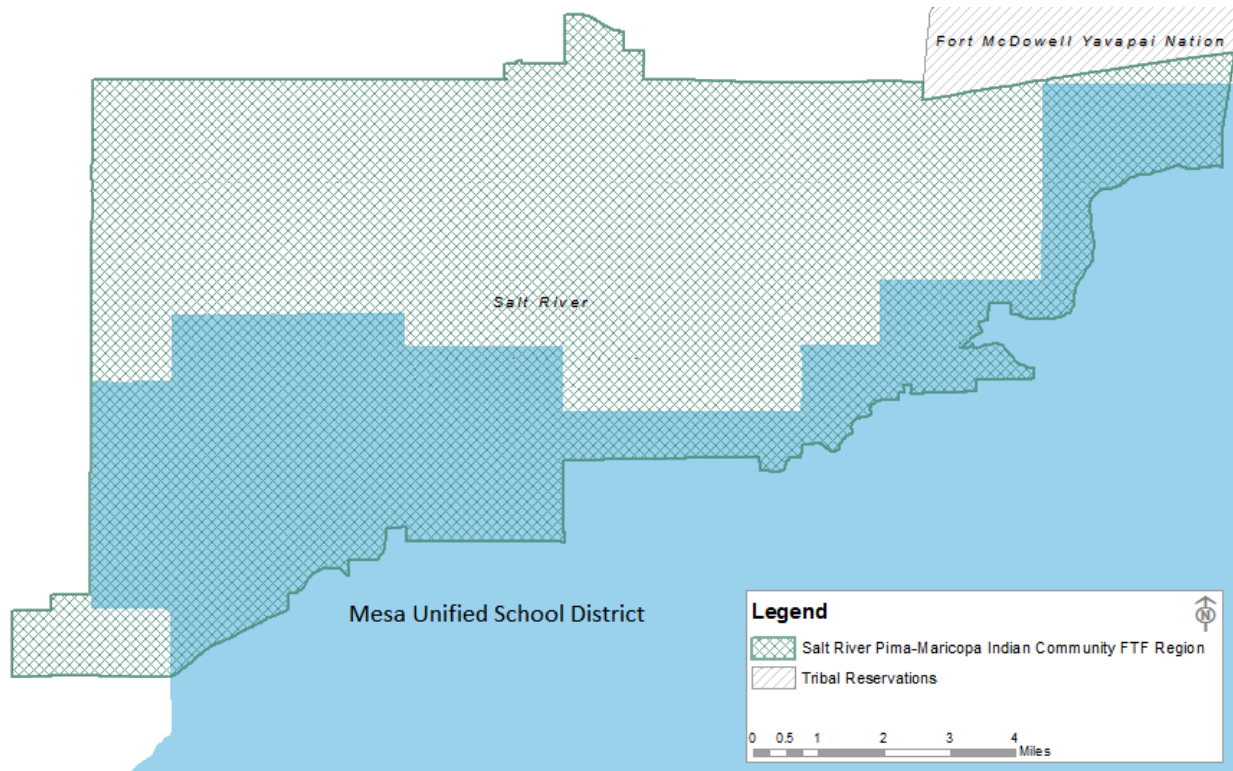 Fort McDowell Yavapai Nation
Salt River
Mesa Unified School District
Legend
N
Salt River Pima-Maricopa Indian Community FTF Region
Tribal Reservations
0 0.5 1 2 3 4
Miles